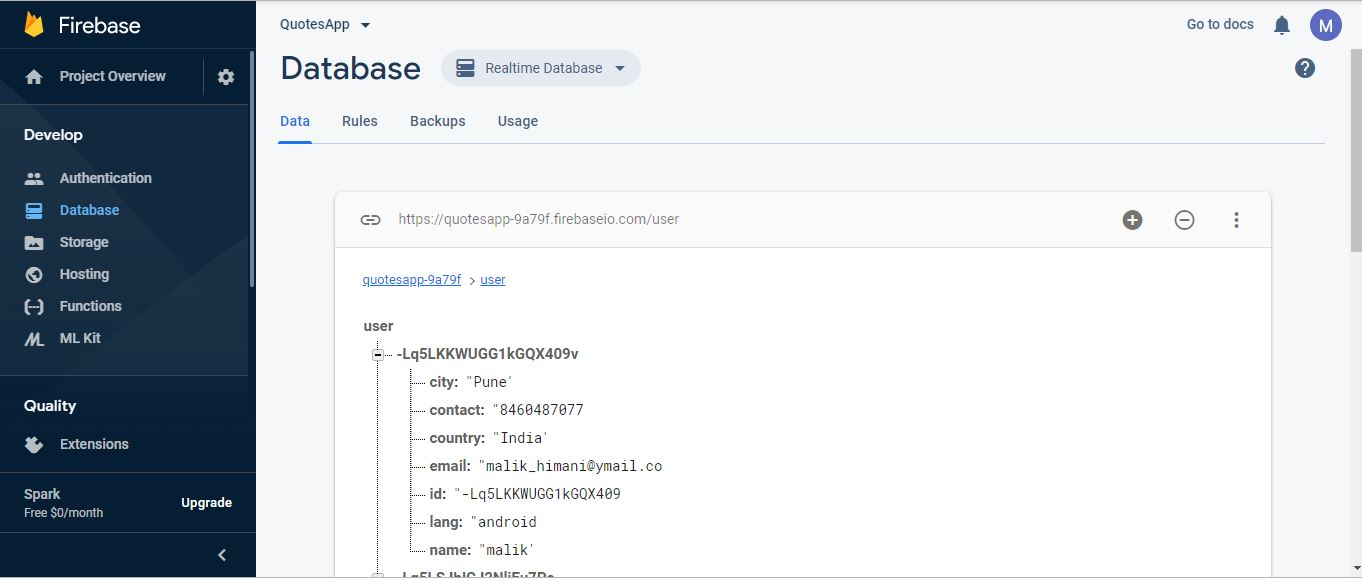 Firebase
Project Overview
Develop
Authentication
Database
Storage
Hosting
Functions
ML Kit
Quality
Extensions
Spark
Free $0/month
Upgrade
QuotesApp
Go to docs
M
Database
Realtime Database
?
Data Rules Backups Usage
https://quotesapp-9a79f.firebaseio.com/user
quotesapp-9a79f > user
user
-Lq5LKKWUGG1kGQX409v
city: "Pune"
contact: "8460487077
country: "India"
email: "malik_himani@ymail.co
id: "-Lq5LKKWUGG1kGQX409
lang: "android
name: "malik"